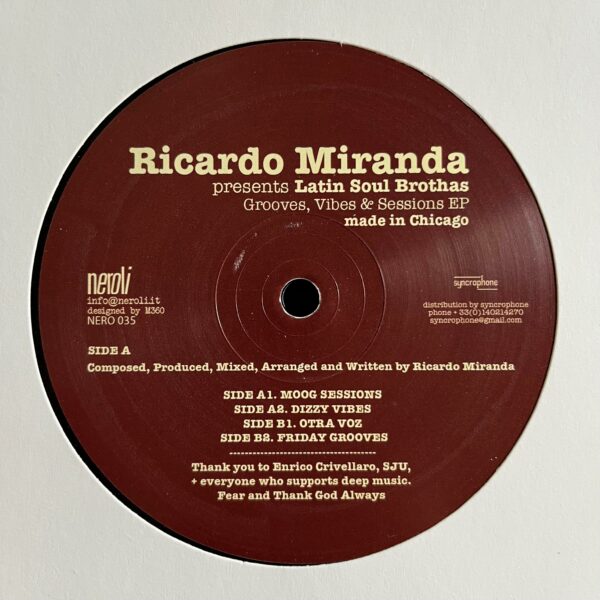 Ricardo Miranda
presents Latin Soul Brothas
Grooves, Vibes & Sessions EP
made in Chicago
neroli
info@neroli.it
designed by M360
NERO 035
syncrophone
distribution by syncrophone
phone + 33(0)140214270
syncrophone@gmail.com
SIDE A
Composed, Produced, Mixed, Arranged and Written by Ricardo Miranda
SIDE A1. MOOG SESSIONS
SIDE A2. DIZZY VIBES
SIDE B1. OTRA VOZ
SIDE B2. FRIDAY GROOVES
------------------------------------
Thank you to Enrico Crivellaro, SJU,
+ everyone who supports deep music.
Fear and Thank God Always